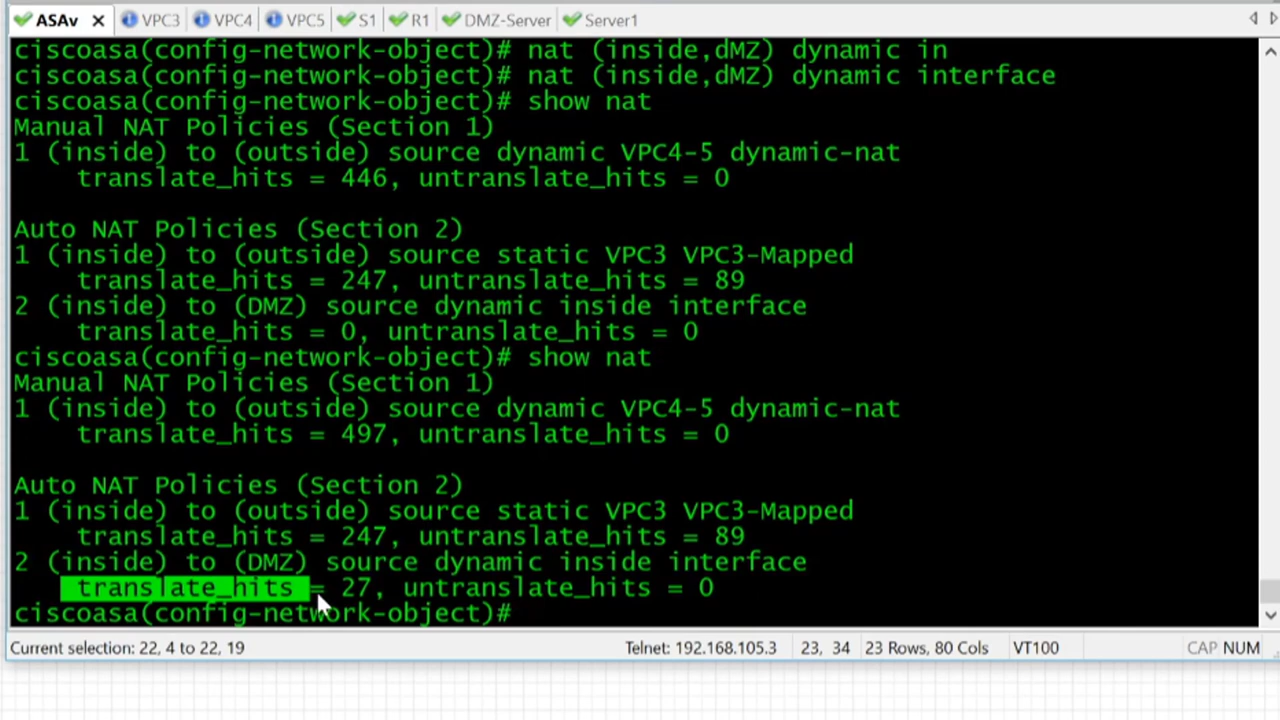 ASAv VPC3 VPC4 VPC5 S1 R1 DMZ-Server Server1
ciscoasa(config-network-object)# nat (inside,dMZ) dynamic in
ciscoasa(config-network-object)# nat (inside,dMZ) dynamic interface
ciscoasa(config-network-object)# show nat
Manual NAT Policies (Section 1)
1 (inside) to (outside) source dynamic VPC4-5 dynamic-nat
translate_hits = 446, untranslate_hits = 0
Auto NAT Policies (Section 2)
1 (inside) to (outside) source static VPC3 VPC3-Mapped
translate_hits = 247, untranslate_hits = 89
2 (inside) to (DMZ) source dynamic inside interface
translate_hits = 0, untranslate_hits = 0
ciscoasa(config-network-object)# show nat
Manual NAT Policies (Section 1)
1 (inside) to (outside) source dynamic VPC4-5 dynamic-nat
translate_hits = 497, untranslate_hits = 0
Auto NAT Policies (Section 2)
1 (inside) to (outside) source static VPC3 VPC3-Mapped
translate_hits = 247, untranslate_hits = 89
2 (inside) to (DMZ) source dynamic inside interface
translate_hits = 27, untranslate_hits = 0
ciscoasa(config-network-object)#
Current selection: 22, 4 to 22, 19 Telnet: 192.168.105.3 23, 34 23 Rows, 80 Cols VT100 CAP NUM